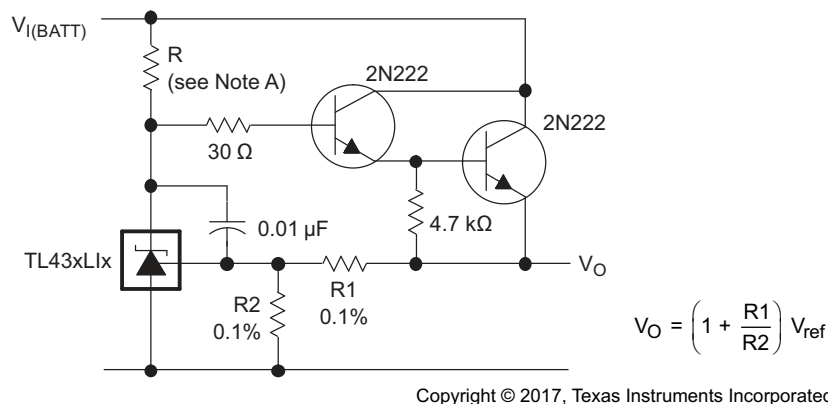 V_I(BATT)
R
(see Note A)
2N222
2N222
30 Ω
4.7 kΩ
0.01 µF
TL43xLIx
V_O
R1
0.1%
R2
0.1%
V_O = (1 + R1/R2) V_ref
Copyright © 2017, Texas Instruments Incorporated